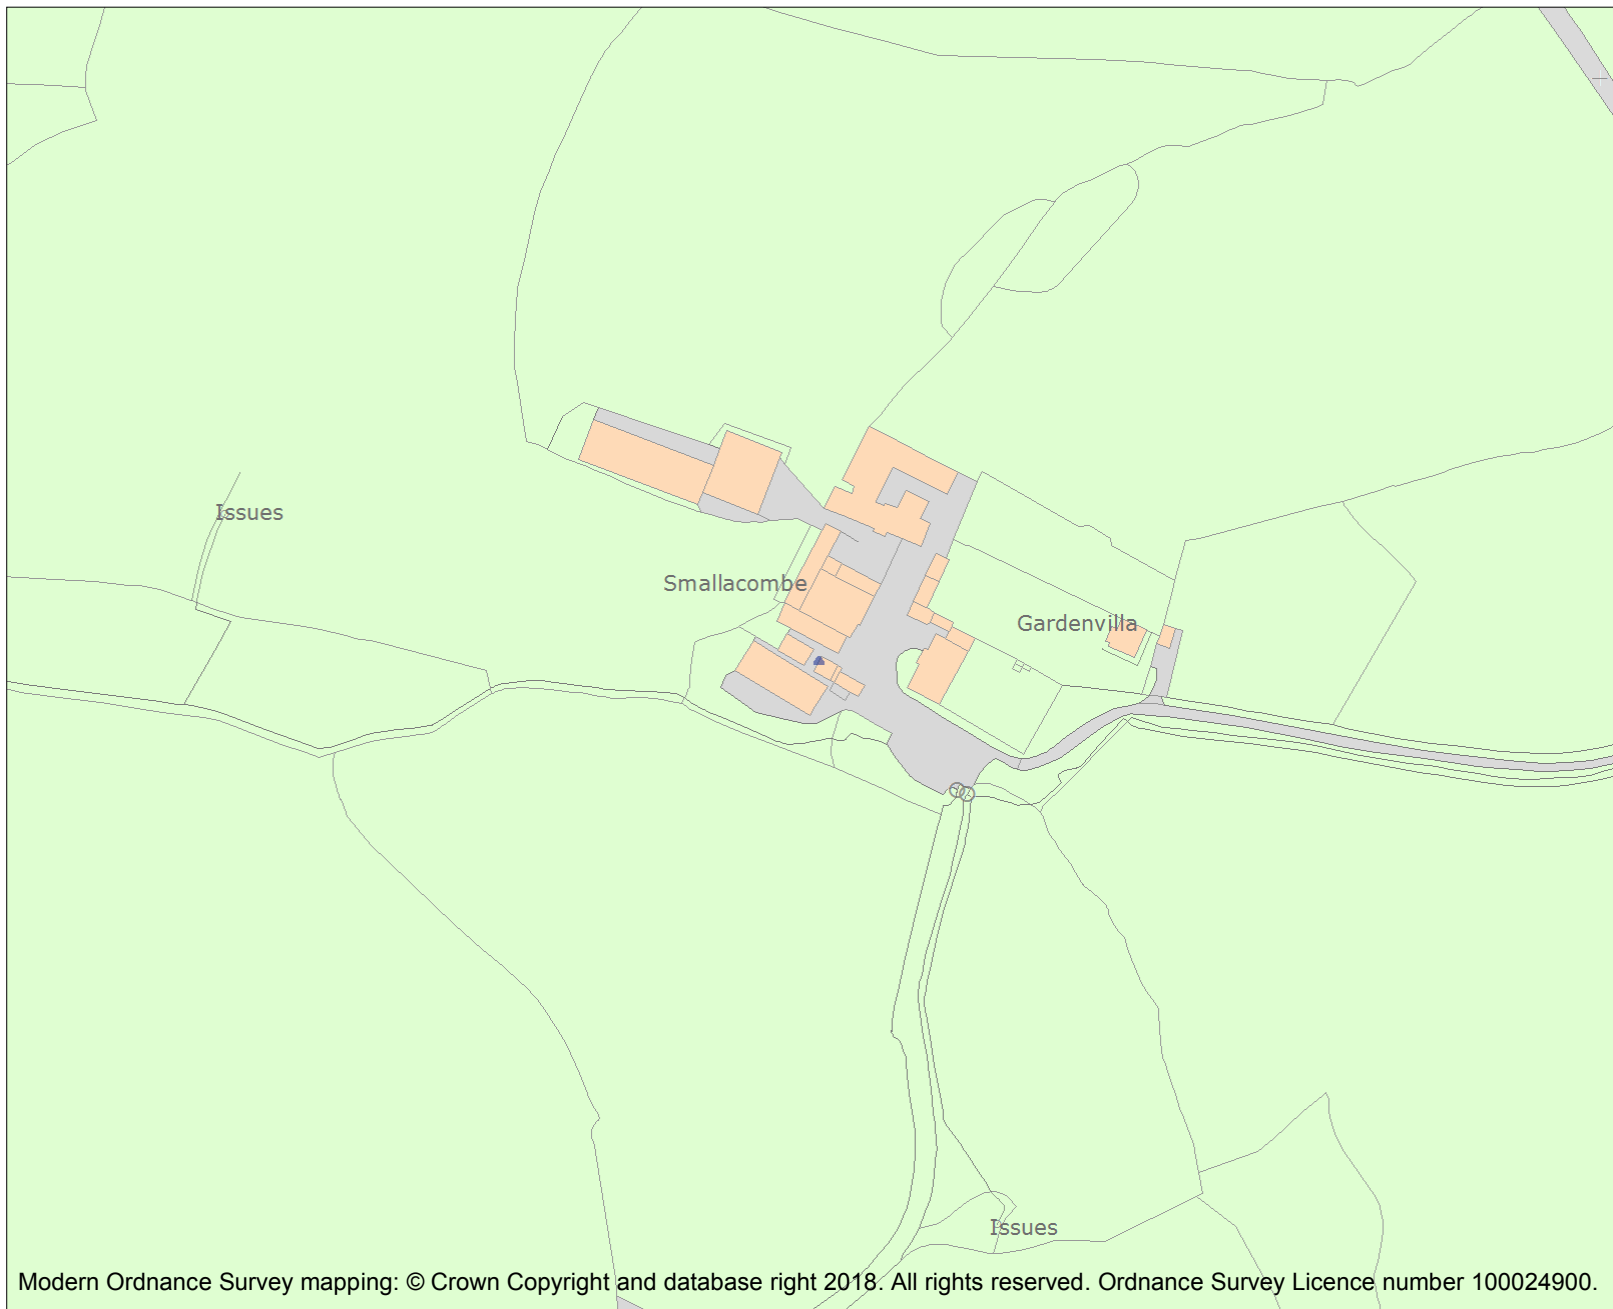 Issues
Smallacombe
Gardenvilla
Issues
Modern Ordnance Survey mapping: © Crown Copyright and database right 2018. All rights reserved. Ordnance Survey Licence number 100024900.